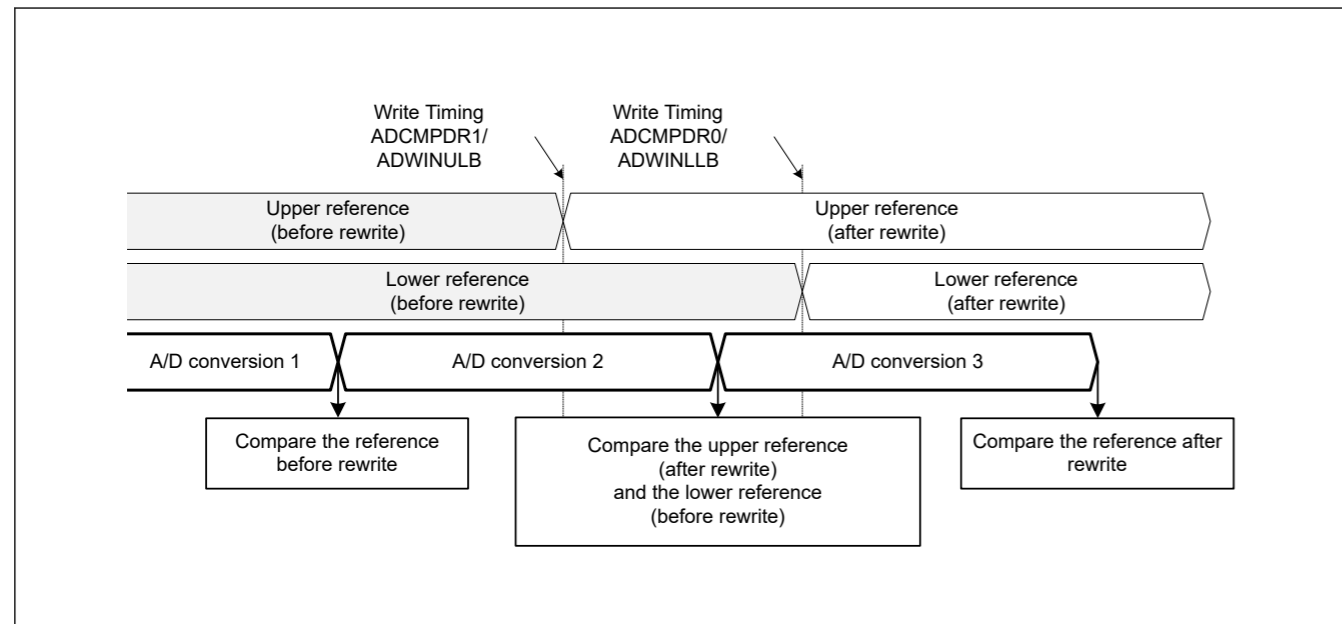 Write Timing
ADCMPDR1/
ADWINULB
Write Timing
ADCMPDR0/
ADWINLLB
Upper reference
(before rewrite)
Upper reference
(after rewrite)
Lower reference
(before rewrite)
Lower reference
(after rewrite)
A/D conversion 1
A/D conversion 2
A/D conversion 3
Compare the reference
before rewrite
Compare the upper reference
(after rewrite)
and the lower reference
(before rewrite)
Compare the reference after
rewrite